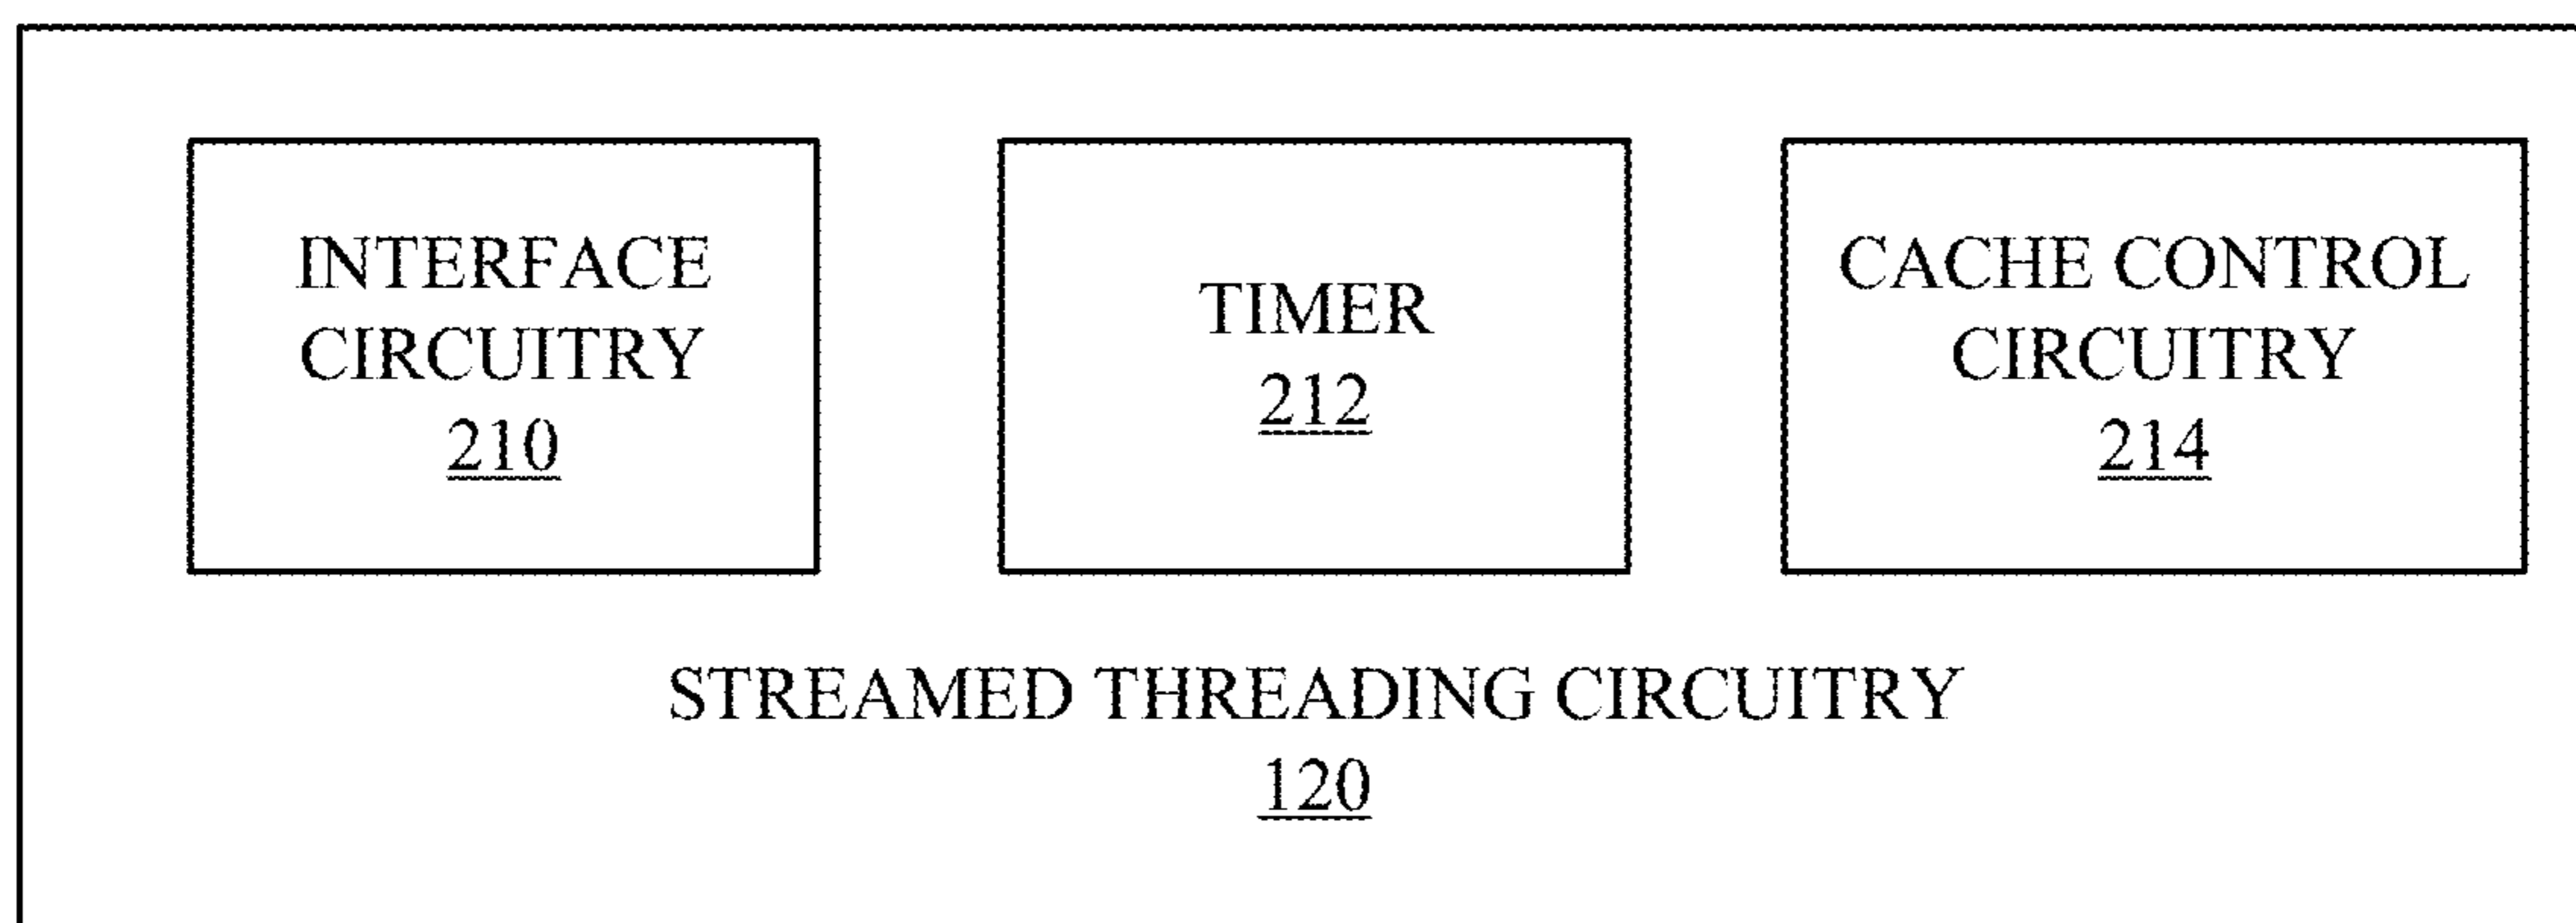 INTERFACE
CIRCUITRY
210
TIMER
212
CACHE CONTROL
CIRCUITRY
214
STREAMED THREADING CIRCUITRY
120